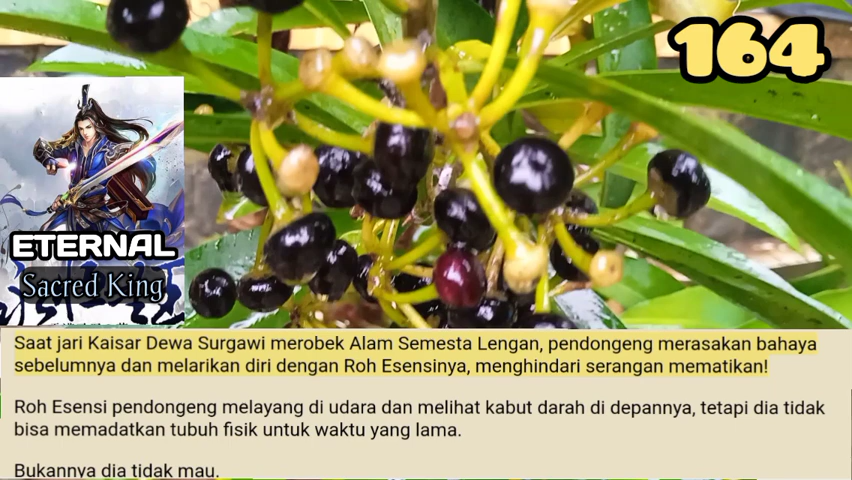 164
ETERNAL
Sacred King
Saat jari Kaisar Dewa Surgawi merobek Alam Semesta Lengan, pendongeng merasakan bahaya
sebelumnya dan melarikan diri dengan Roh Esensinya, menghindari serangan mematikan!
Roh Esensi pendongeng melayang di udara dan melihat kabut darah di depannya, tetapi dia tidak
bisa memadatkan tubuh fisik untuk waktu yang lama.
Bukannya dia tidak mau.